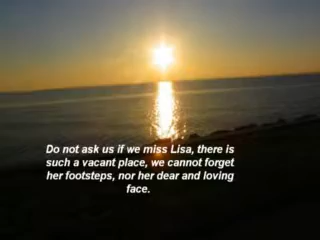 Do not ask us if we miss Lisa, there is
such a vacant place, we cannot forget
her footsteps, nor her dear and loving
face.